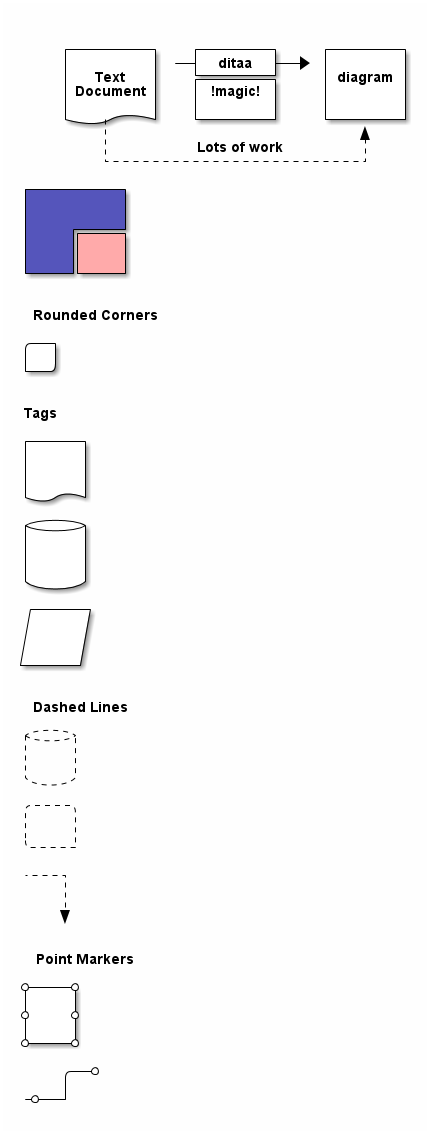 Text
Document
ditaa
!magic!
diagram
Lots of work
Rounded Corners
Tags
Dashed Lines
Point Markers